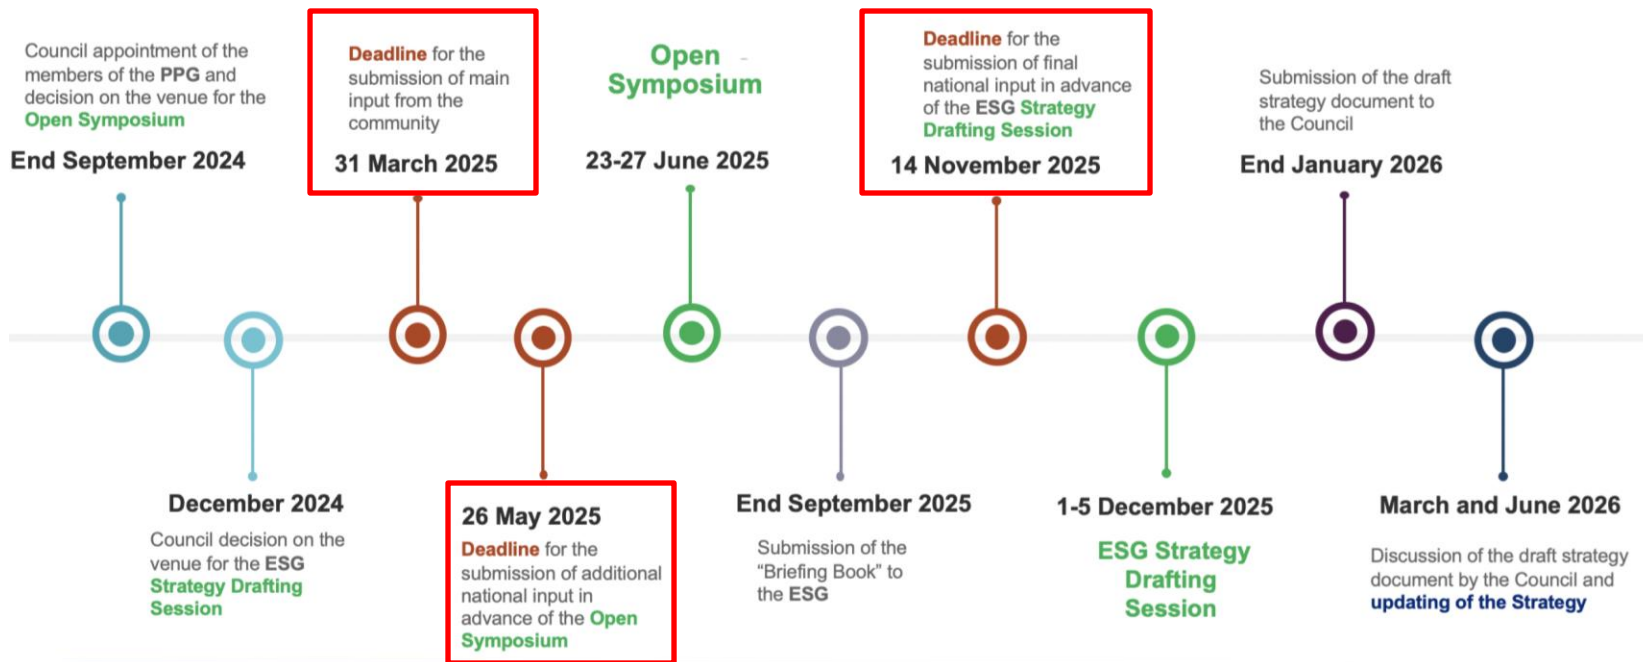 Council appointment of the
members of the PPG and
decision on the venue for the
Open Symposium
End September 2024
Deadline for the
submission of main
input from the
community
31 March 2025
Open
Symposium
23-27 June 2025
Deadline for the
submission of final
national input in advance
of the ESG Strategy
Drafting Session
14 November 2025
Submission of the draft
strategy document to
the Council
End January 2026
December 2024
Council decision on the
venue for the ESG
Strategy Drafting
Session
26 May 2025
Deadline for the
submission of additional
national input in
advance of the Open
Symposium
End September 2025
Submission of the
“Briefing Book” to
the ESG
1-5 December 2025
ESG Strategy
Drafting
Session
March and June 2026
Discussion of the draft strategy
document by the Council and
updating of the Strategy